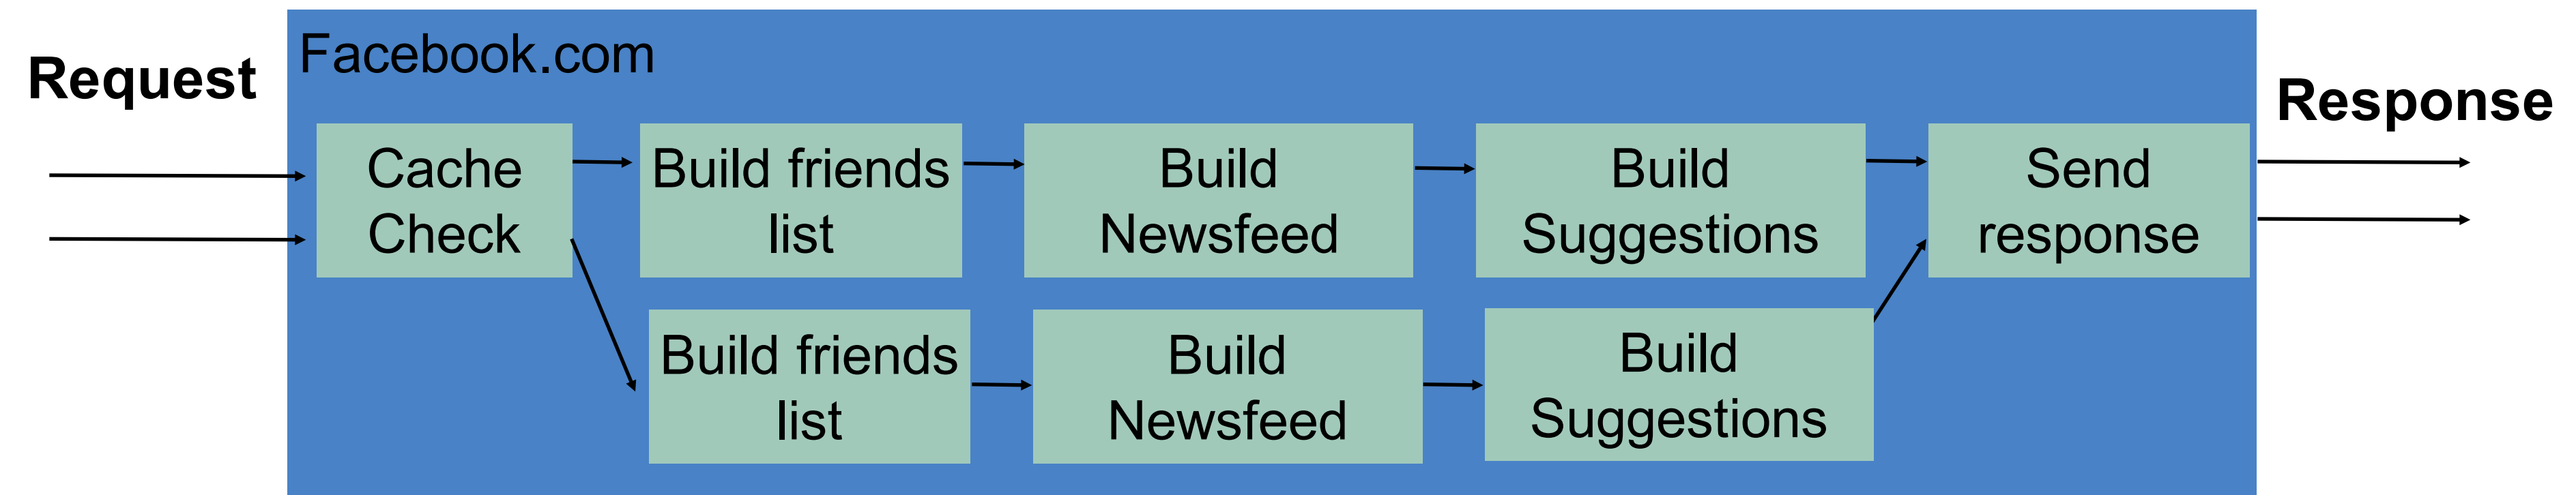 Request
Facebook.com
Response
Cache
Check
Build friends
list
Build
Newsfeed
Build
Suggestions
Send
response
Build friends
list
Build
Newsfeed
Build
Suggestions